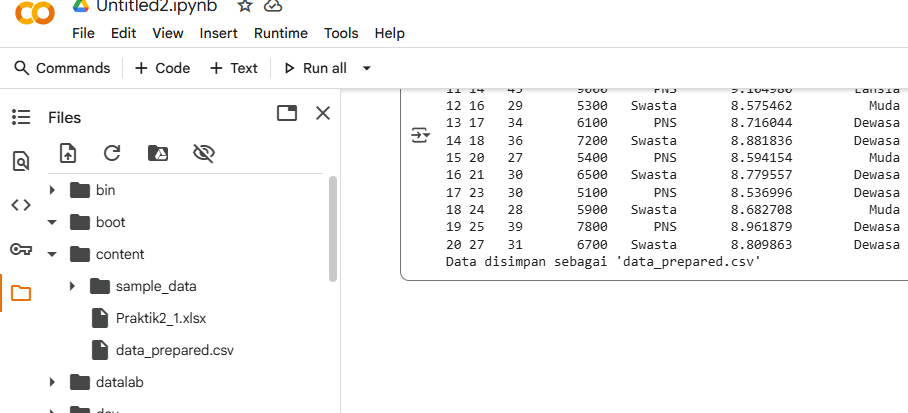 Untitled2.ipynb
File Edit View Insert Runtime Tools Help
Commands + Code + Text Run all
Files
bin
boot
content
sample_data
Praktik2_1.xlsx
data_prepared.csv
datalab
dev
11 14 45 9000 PNS 9.104980 Lansia
12 16 29 5300 Swasta 8.575462 Muda
13 17 34 6100 PNS 8.716044 Dewasa
14 18 36 7200 Swasta 8.881836 Dewasa
15 20 27 5400 PNS 8.594154 Muda
16 21 30 6500 Swasta 8.779557 Dewasa
17 23 30 5100 PNS 8.536996 Dewasa
18 24 28 5900 Swasta 8.682708 Muda
19 25 39 7800 PNS 8.961879 Dewasa
20 27 31 6700 Swasta 8.809863 Dewasa
Data disimpan sebagai 'data_prepared.csv'